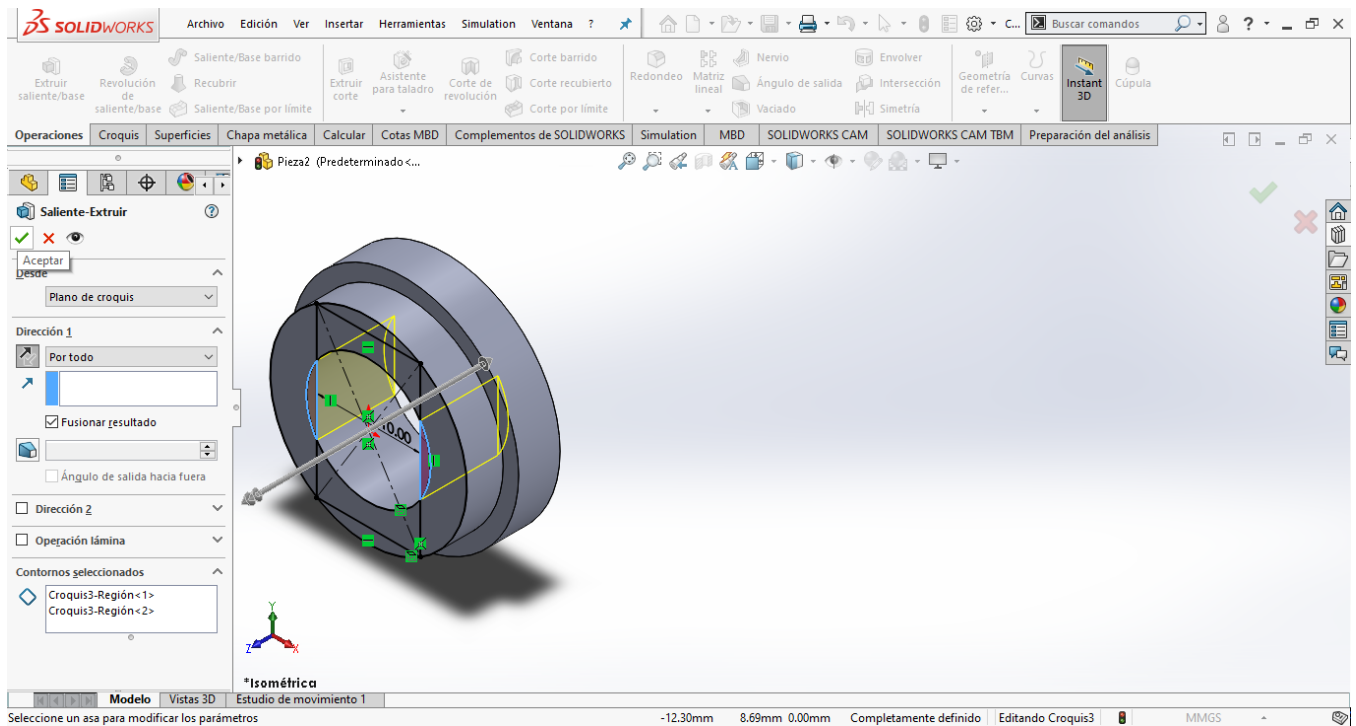 SOLIDWORKS Archivo Edición Ver Insertar Herramientas Simulation Ventana ? C... Buscar comandos ?
Extruir saliente/base
Revolución de saliente/base
Saliente/Base barrido
Recubrir
Saliente/Base por límite
Extruir corte
Asistente para taladro
Corte de revolución
Corte barrido
Corte recubierto
Corte por límite
Redondeo
Matriz lineal
Nervio
Ángulo de salida
Vaciado
Envolver
Intersección
Simetría
Geometría de refer...
Curvas
Instant 3D
Cúpula
Operaciones Croquis Superficies Chapa metálica Calcular Cotas MBD Complementos de SOLIDWORKS Simulation MBD SOLIDWORKS CAM SOLIDWORKS CAM TBM Preparación del análisis
Pieza2 (Predeterminado<...
Saliente-Extruir
Aceptar
Desde
Plano de croquis
Dirección 1
Por todo
Fusionar resultado
Ángulo de salida hacia fuera
Dirección 2
Operación lámina
Contornos seleccionados
Croquis3-Región<1>
Croquis3-Región<2>
10.00
Y
Z X
*Isométrica
Modelo Vistas 3D Estudio de movimiento 1
Seleccione un asa para modificar los parámetros -12.30mm 8.69mm 0.00mm Completamente definido Editando Croquis3 MMGS